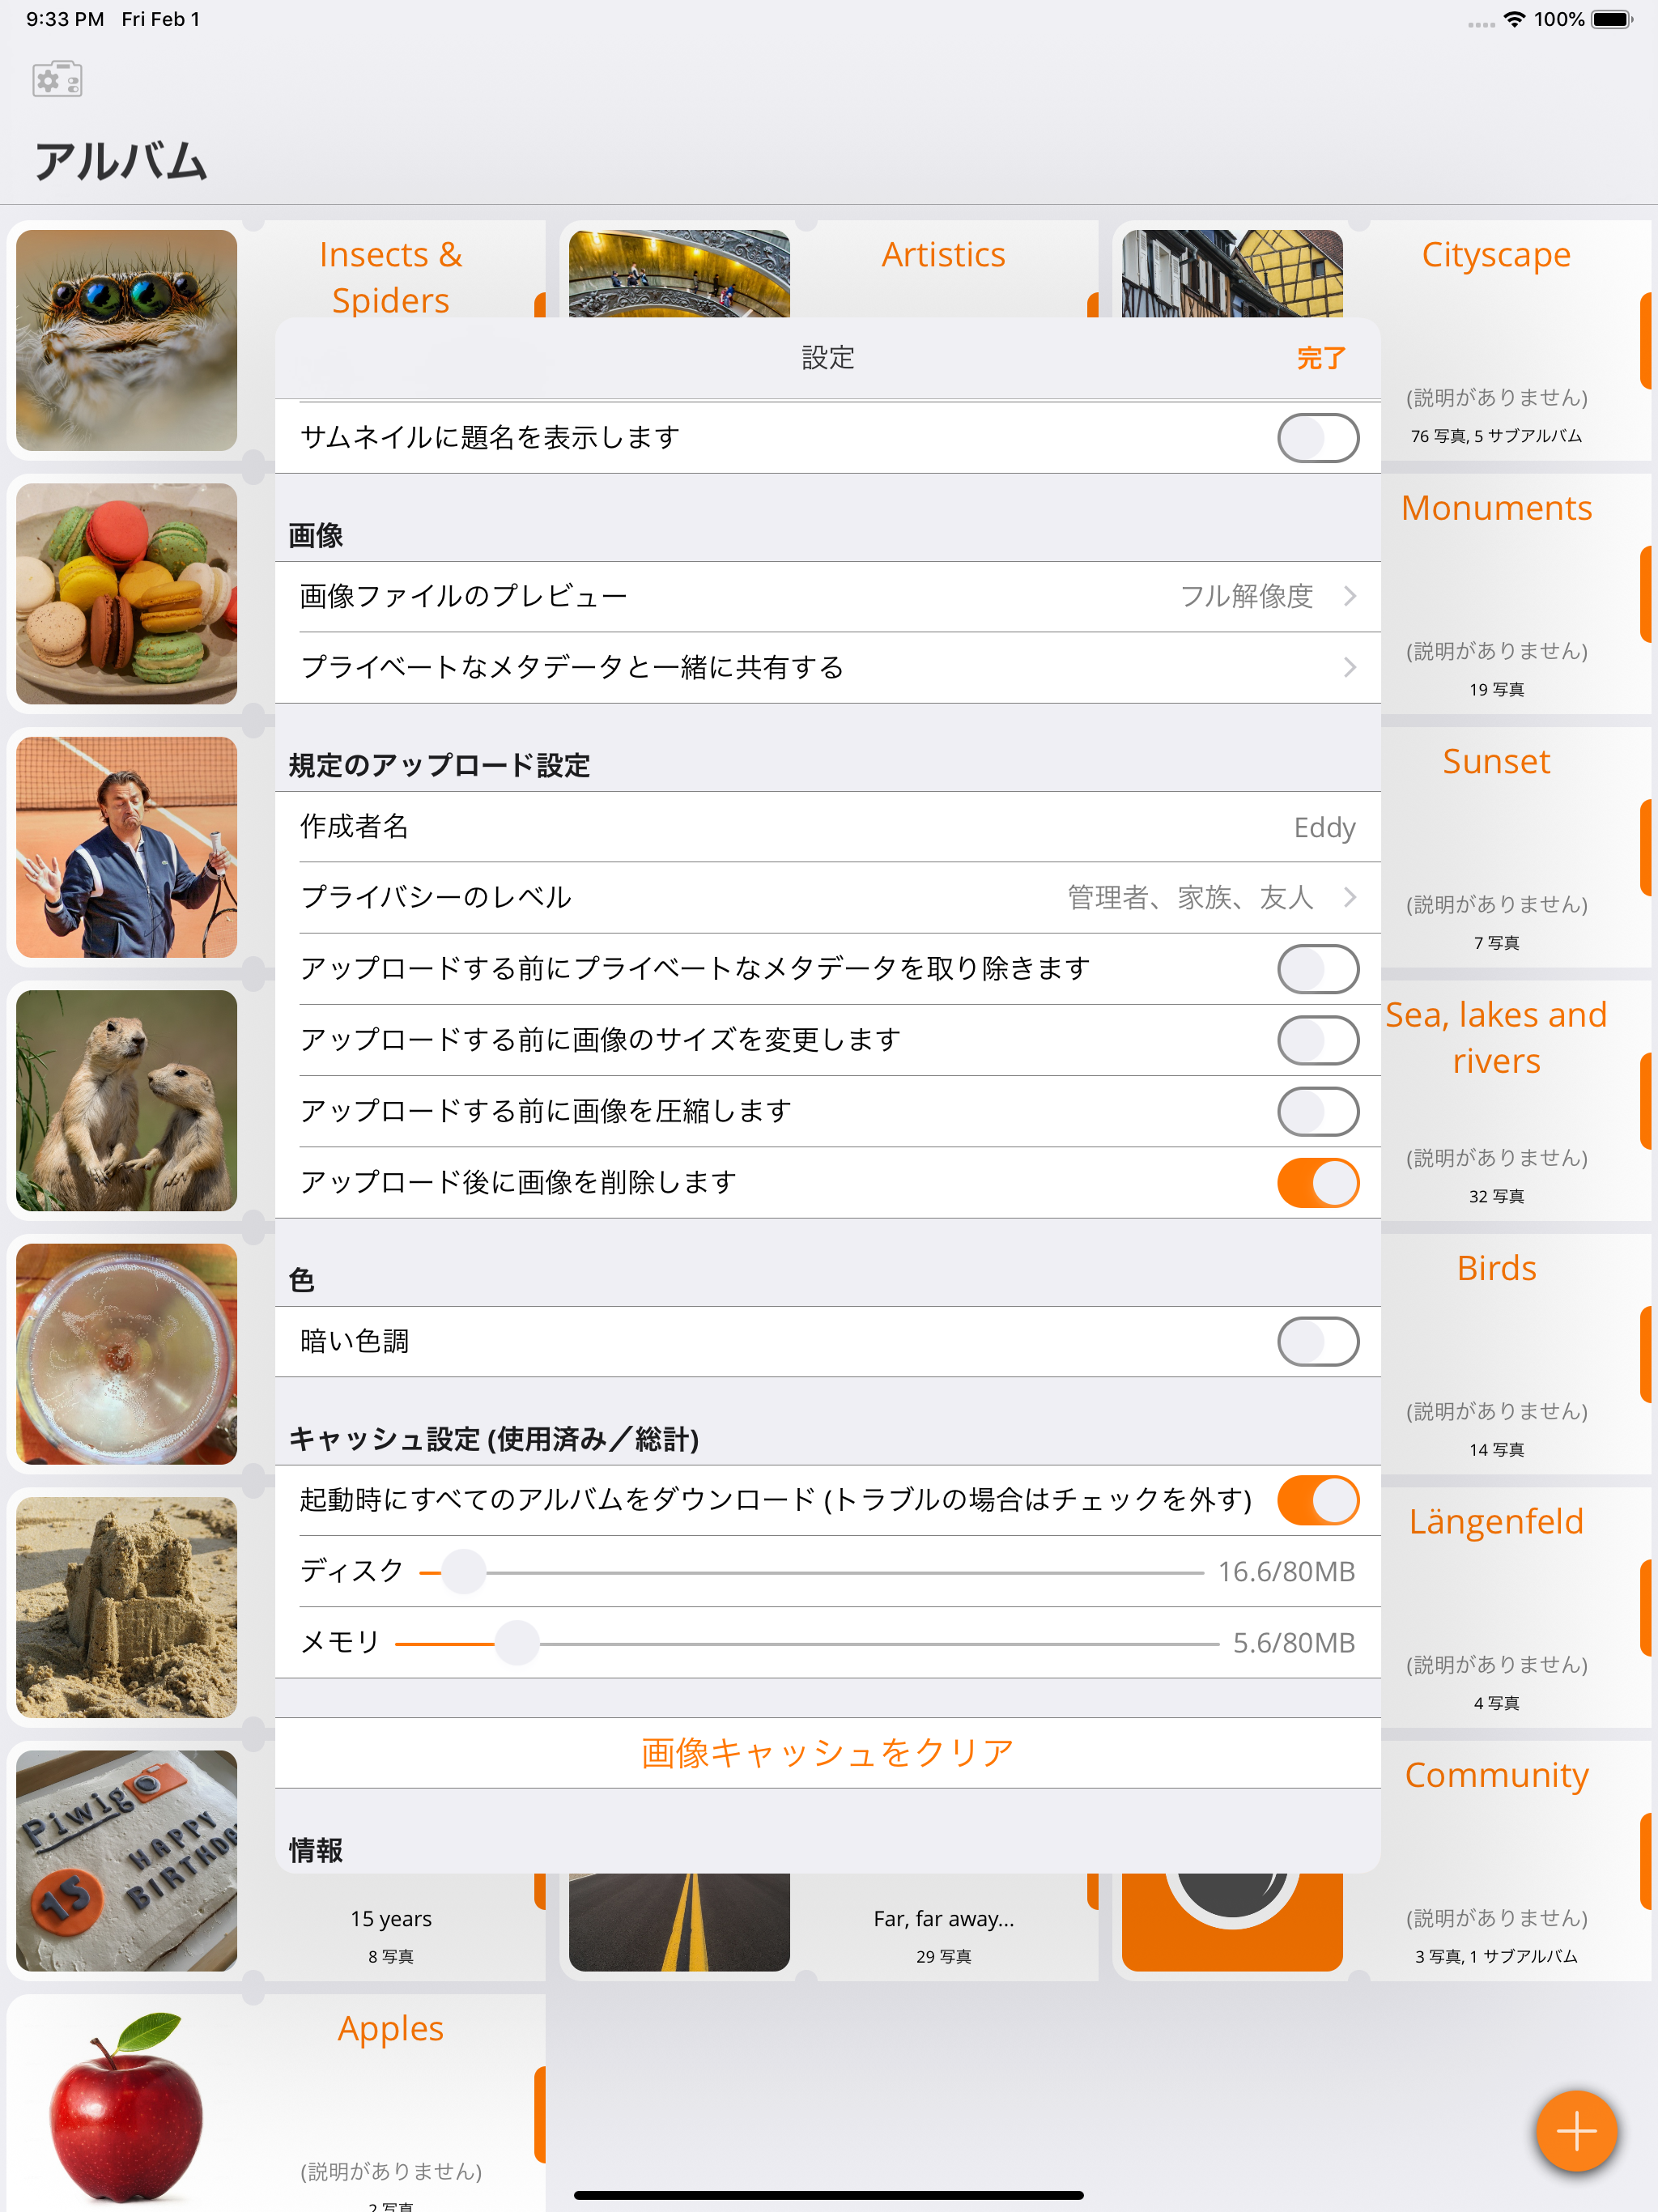 9:33 PM Fri Feb 1
100%
アルバム
Insects &
Spiders
Artistics
Cityscape
(説明がありません)
76 写真, 5 サブアルバム
Monuments
(説明がありません)
19 写真
Sunset
(説明がありません)
7 写真
Sea, lakes and
rivers
(説明がありません)
32 写真
Birds
(説明がありません)
14 写真
Längenfeld
(説明がありません)
4 写真
Community
(説明がありません)
3 写真, 1 サブアルバム
設定
完了
サムネイルに題名を表示します
画像
画像ファイルのプレビュー フル解像度
プライベートなメタデータと一緒に共有する
規定のアップロード設定
作成者名 Eddy
プライバシーのレベル 管理者、家族、友人
アップロードする前にプライベートなメタデータを取り除きます
アップロードする前に画像のサイズを変更します
アップロードする前に画像を圧縮します
アップロード後に画像を削除します
色
暗い色調
キャッシュ設定 (使用済み／総計)
起動時にすべてのアルバムをダウンロード (トラブルの場合はチェックを外す)
ディスク 16.6/80MB
メモリ 5.6/80MB
画像キャッシュをクリア
情報
Piwig
HAPPY
BIRTHDA
15
15 years
8 写真
Far, far away...
29 写真
Apples
(説明がありません)
2 写真